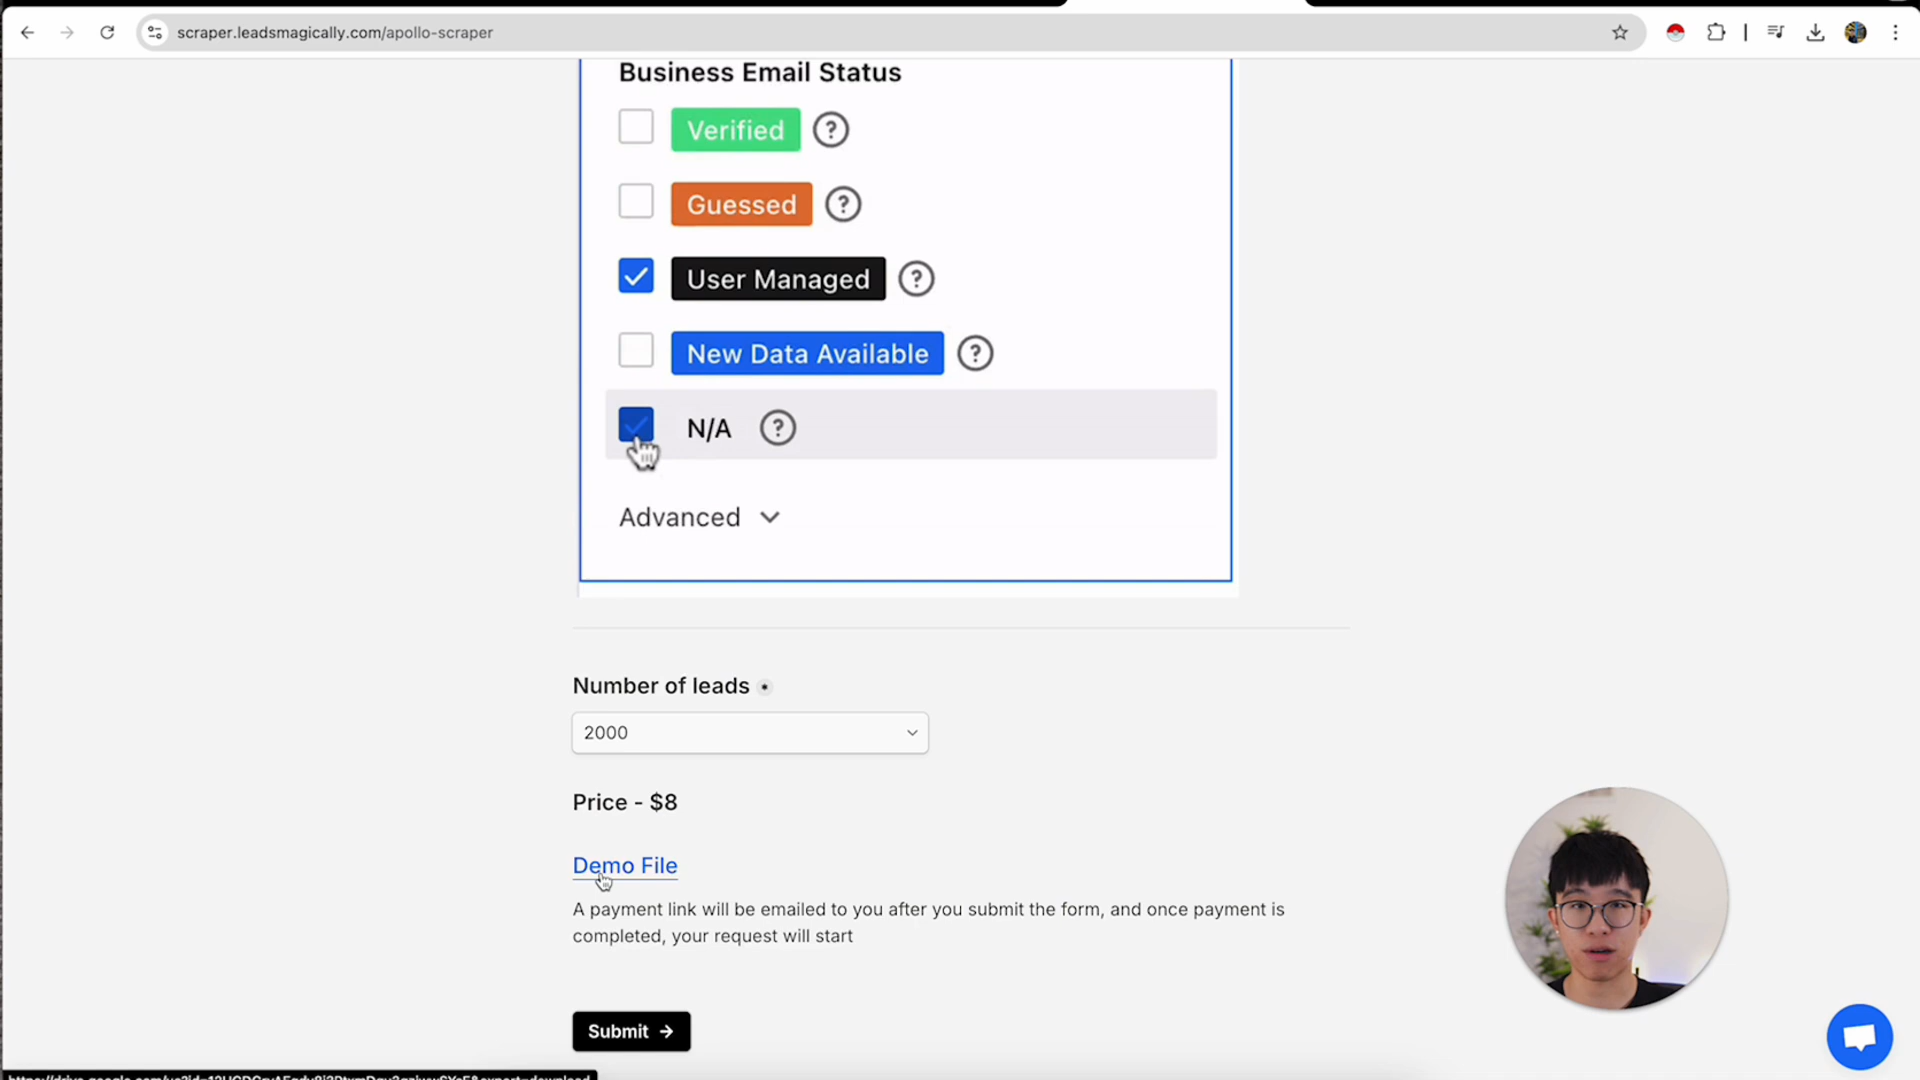 scraper.leadsmagically.com/apollo-scraper
Business Email Status
Verified ?
Guessed ?
User Managed ?
New Data Available ?
N/A ?
Advanced
Number of leads
2000
Price - $8
Demo File
A payment link will be emailed to you after you submit the form, and once payment is
completed, your request will start
Submit →